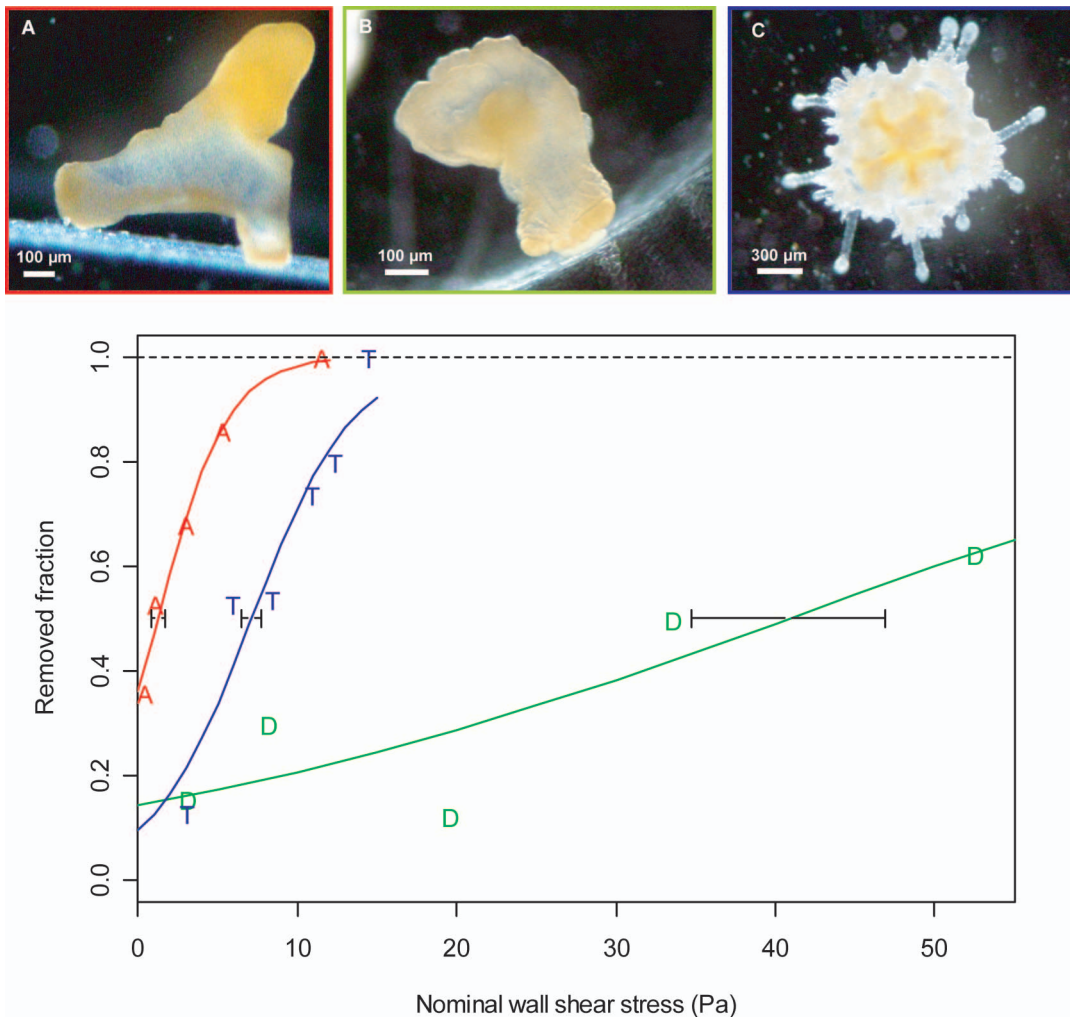 A
B
C
100 µm
100 µm
300 µm
Removed fraction
1.0
0.8
0.6
0.4
0.2
0.0
A
A
A
A
A
T
T
T
T
T
T
D
D
D
D
D
0
10
20
30
40
50
Nominal wall shear stress (Pa)